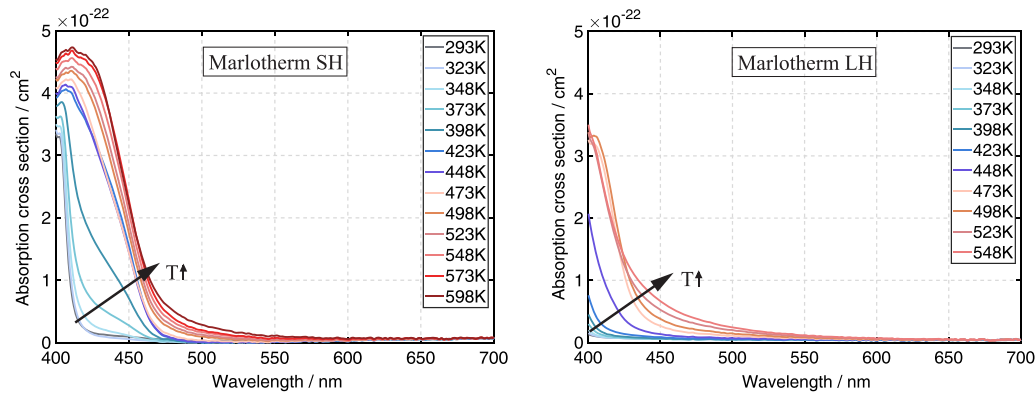 ×10⁻²²
Marlotherm SH
Absorption cross section / cm²
5
4
3
2
1
0
400
450
500
550
600
650
700
Wavelength / nm
T↑
293K
323K
348K
373K
398K
423K
448K
473K
498K
523K
548K
573K
598K
×10⁻²²
Marlotherm LH
Absorption cross section / cm²
5
4
3
2
1
0
400
450
500
550
600
650
700
Wavelength / nm
T↑
293K
323K
348K
373K
398K
423K
448K
473K
498K
523K
548K